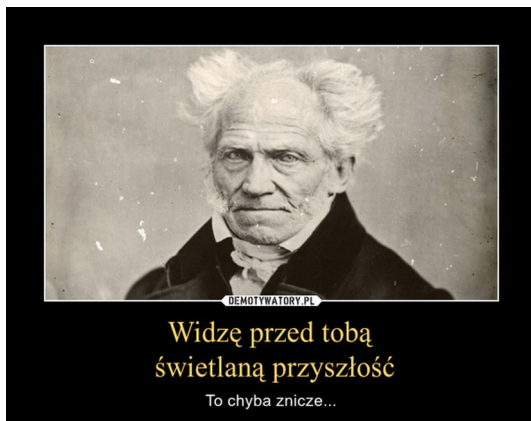 DEMOTYWATORY.PL
Widzę przed tobą
świetlaną przyszłość
To chyba znicze...